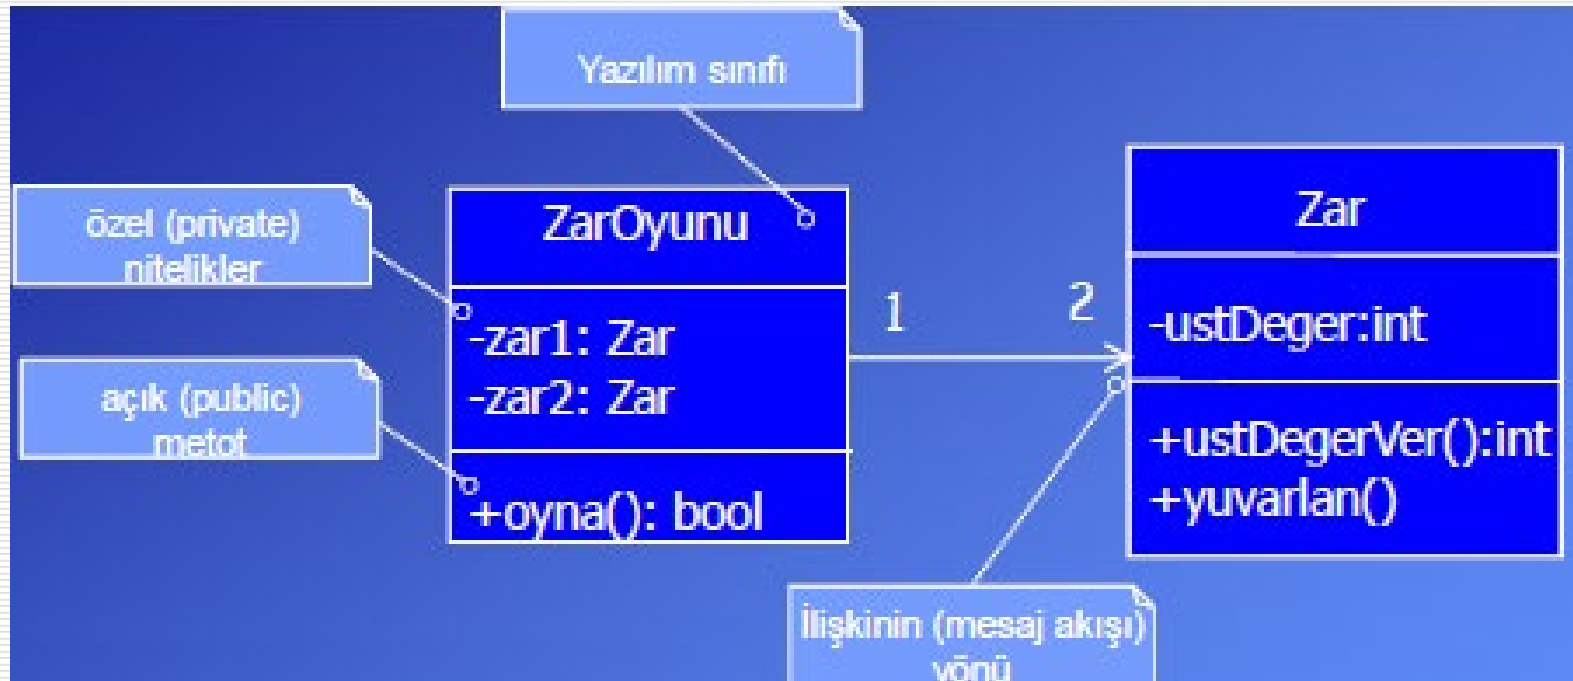 Yazılım sınıfı
özel (private)
nitelikler
açık (public)
metot
ZarOyunu
-zar1: Zar
-zar2: Zar
+oyna(): bool
1
2
Zar
-ustDeger:int
+ustDegerVer():int
+yuvarlan()
İlişkinin (mesaj akışı)
yönü